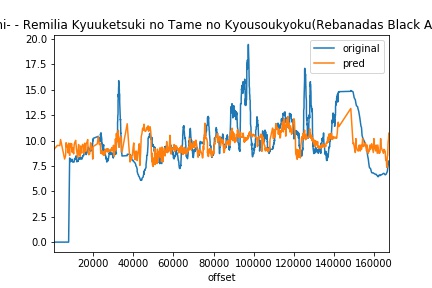 ni- - Remilia Kyuuketsuki no Tame no Kyousoukyoku(Rebanadas Black A
original
pred
20.0
17.5
15.0
12.5
10.0
7.5
5.0
2.5
0.0
20000 40000 60000 80000 100000 120000 140000 160000
offset